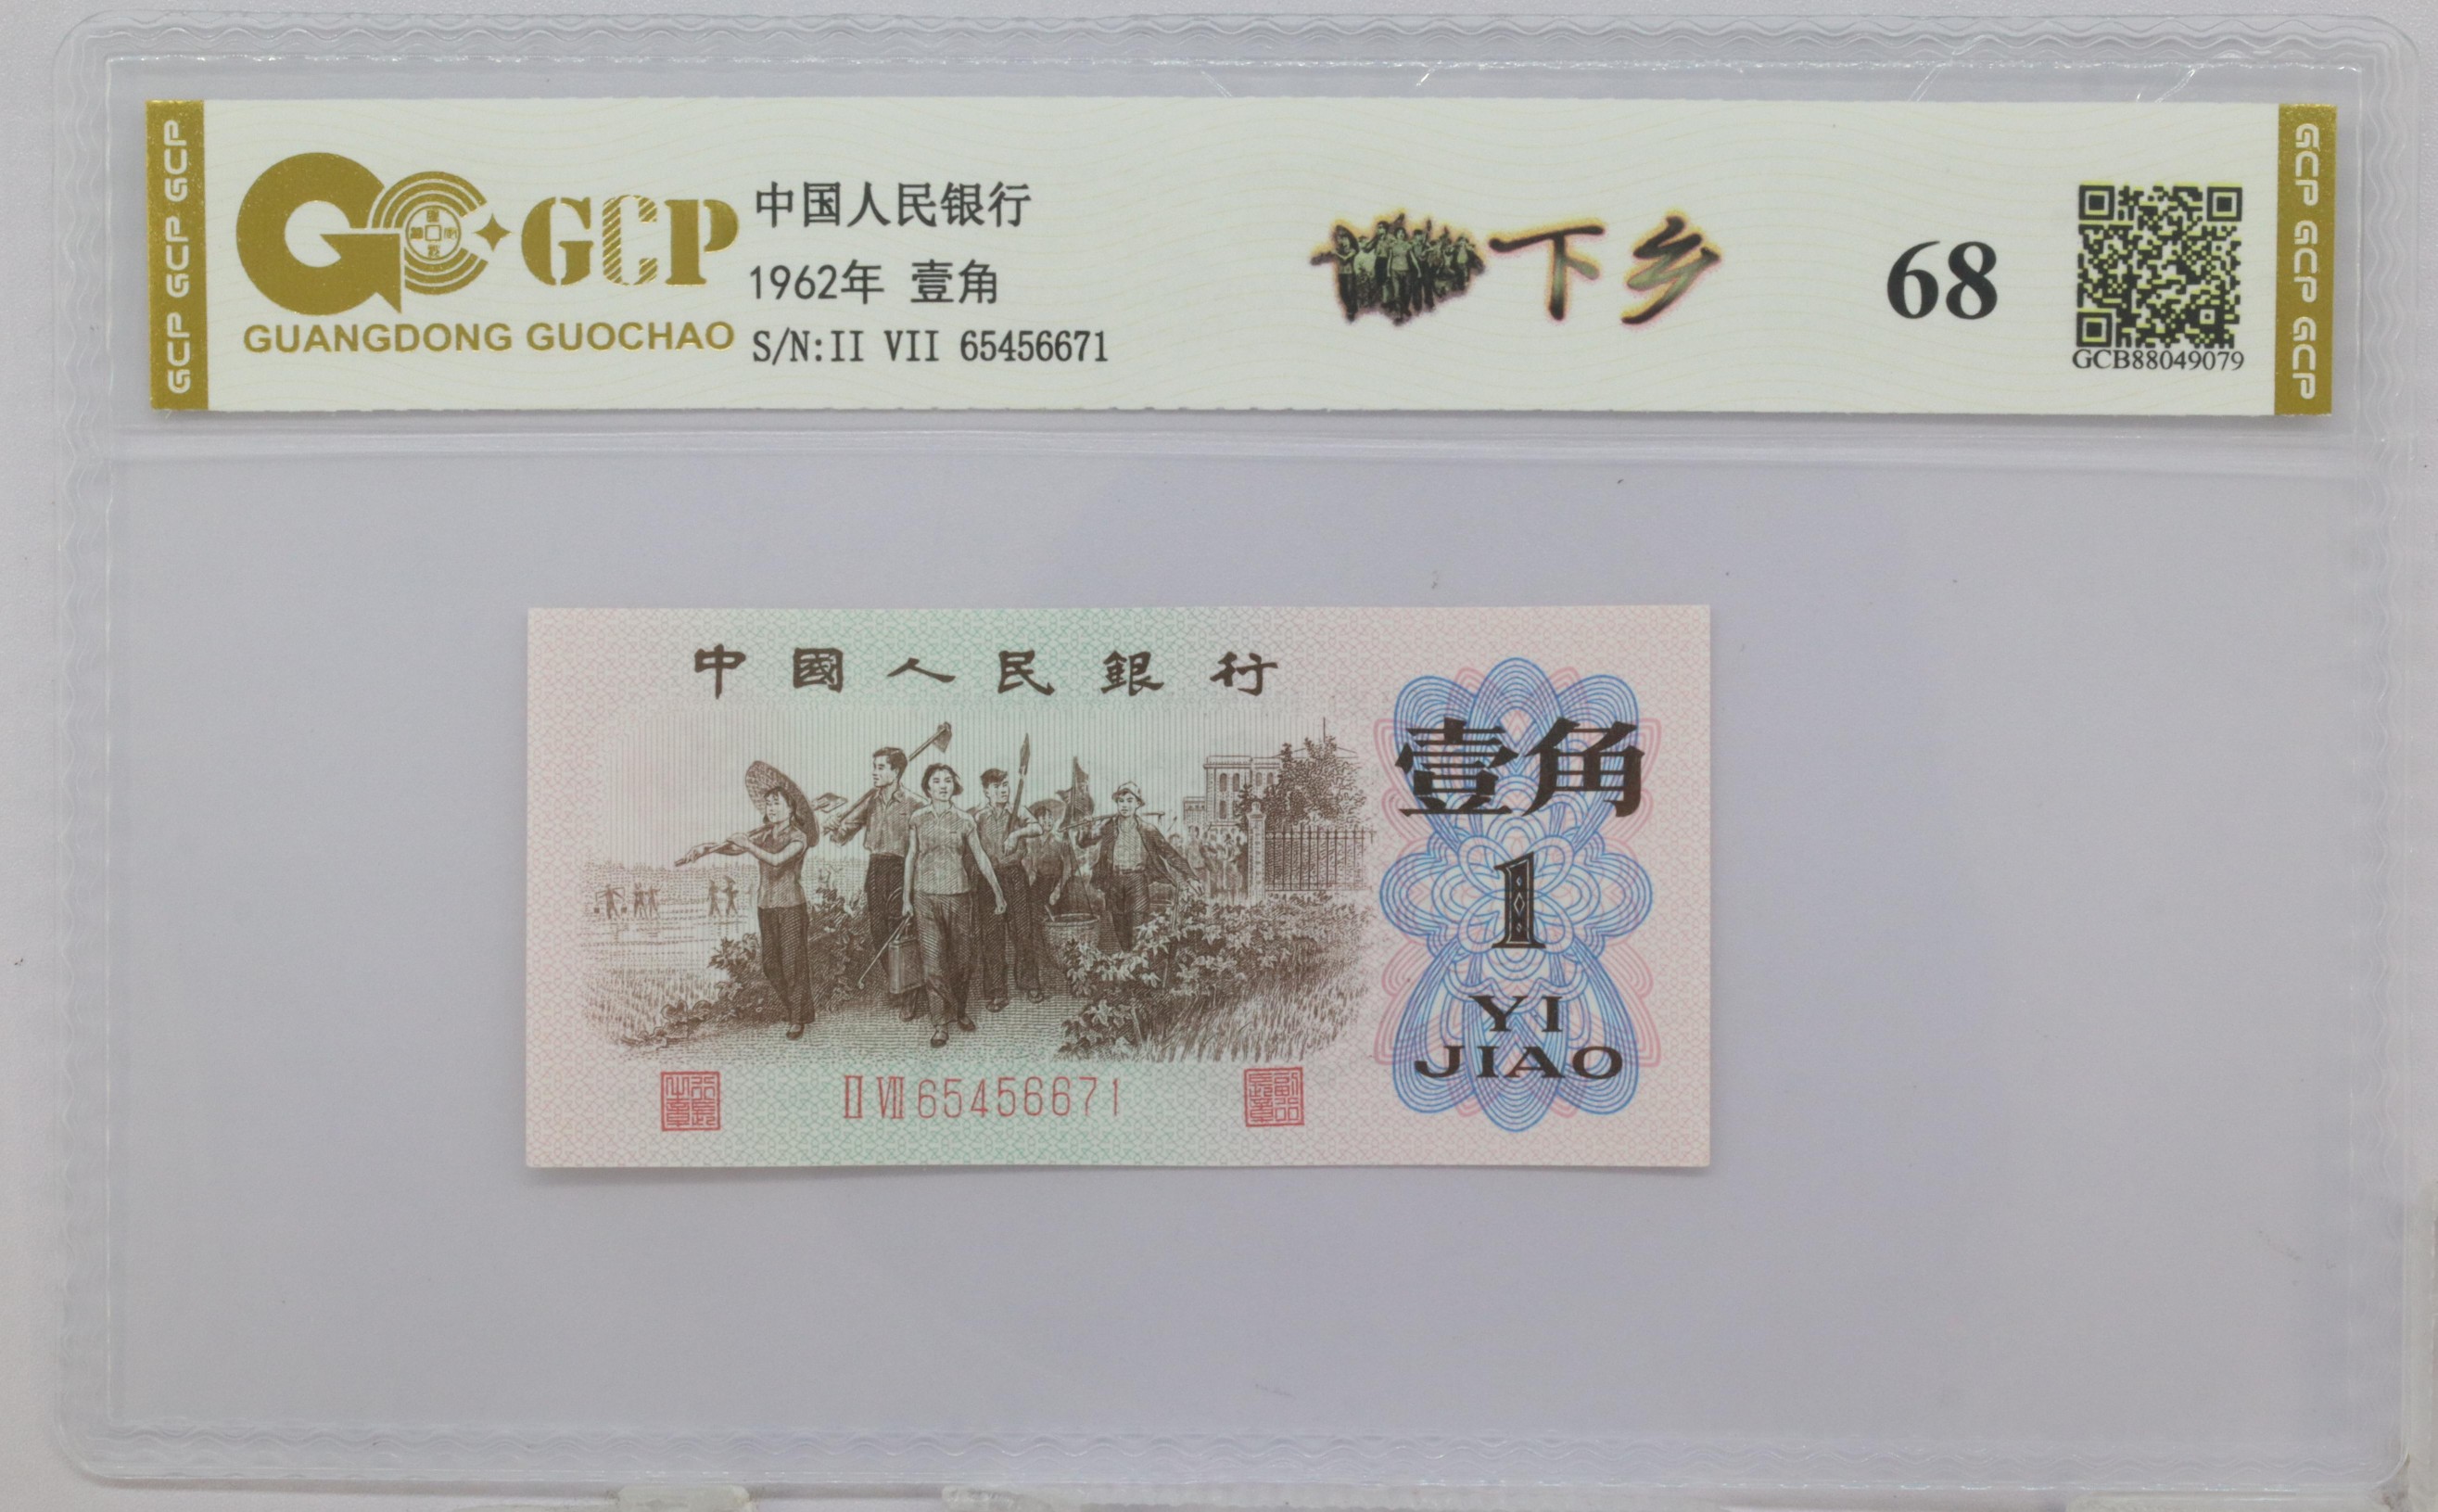 GCP GCP GCP
GCP
GUANGDONG GUOCHAO
中国人民银行
1962年 壹角
S/N:II VII 65456671
下乡
68
GCB88049079
GCP GCP GCP
中國人民銀行
壹角
1
YI
JIAO
II VII 65456671